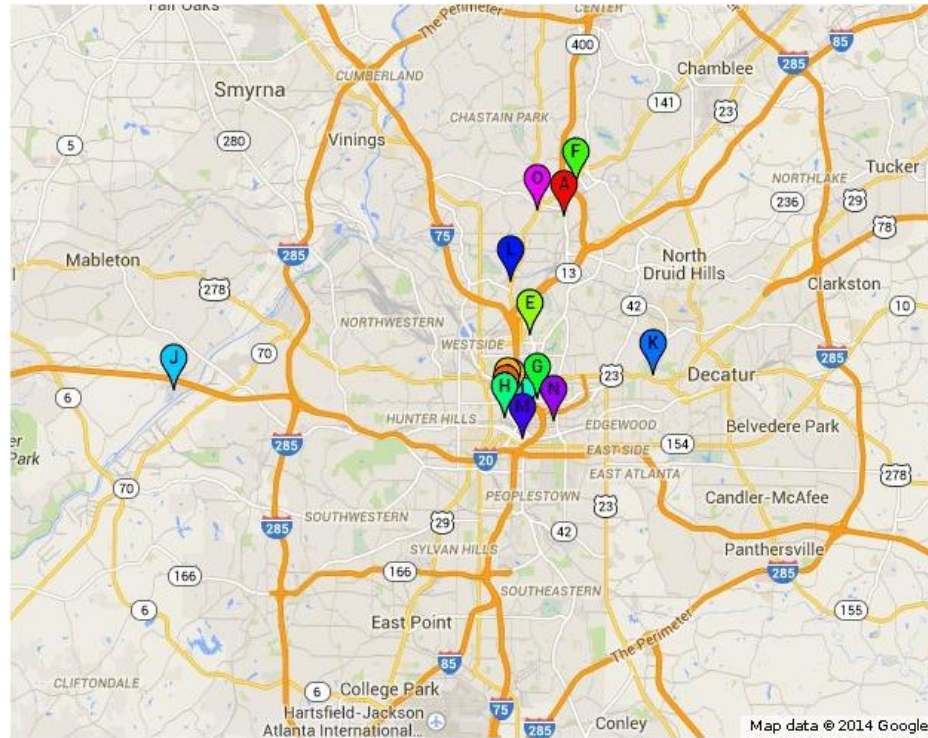 Fair Oaks
The Perimeter
CENTER
400
85
CUMBERLAND
285
Chamblee
Smyrna
141
23
CHASTAIN PARK
5
280
Vinings
F
Tucker
O
A
NORTHLAKE
236
29
75
78
285
L
North
Druid Hills
Mableton
13
Clarkston
278
E
42
10
NORTHWESTERN
WESTSIDE
285
70
J
K
G
23
Decatur
6
H
N
M
HUNTER HILLS
EDGEWOOD
Belvedere Park
285
154
EAST SIDE
Park
20
278
70
EAST ATLANTA
PEOPLESTOWN
Candler-McAfee
SOUTHWESTERN
29
23
285
42
SYLVAN HILLS
Panthersville
166
166
285
SOUTHEASTERN
6
155
East Point
The Perimeter
85
CLIFTONDALE
6
College Park
75
Hartsfield-Jackson
Atlanta International...
285
Conley
Map data © 2014 Google